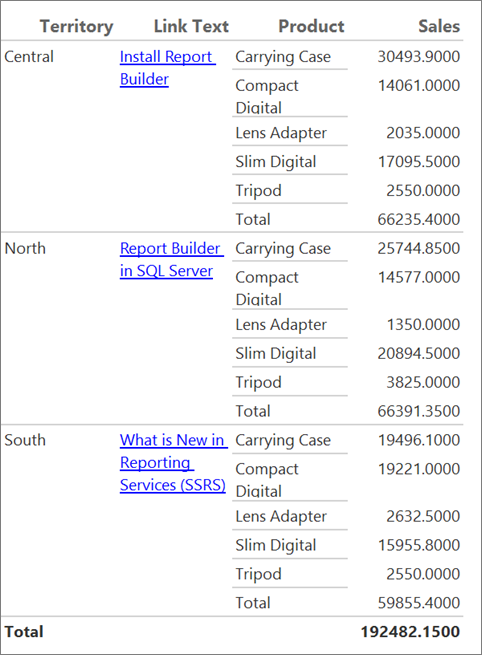 Territory Link Text Product Sales
Central Install Report Carrying Case 30493.9000
Builder Compact 14061.0000
Digital
Lens Adapter 2035.0000
Slim Digital 17095.5000
Tripod 2550.0000
Total 66235.4000
North Report Builder Carrying Case 25744.8500
in SQL Server Compact 14577.0000
Digital
Lens Adapter 1350.0000
Slim Digital 20894.5000
Tripod 3825.0000
Total 66391.3500
South What is New in Carrying Case 19496.1000
Reporting Compact 19221.0000
Services (SSRS) Digital
Lens Adapter 2632.5000
Slim Digital 15955.8000
Tripod 2550.0000
Total 59855.4000
Total 192482.1500